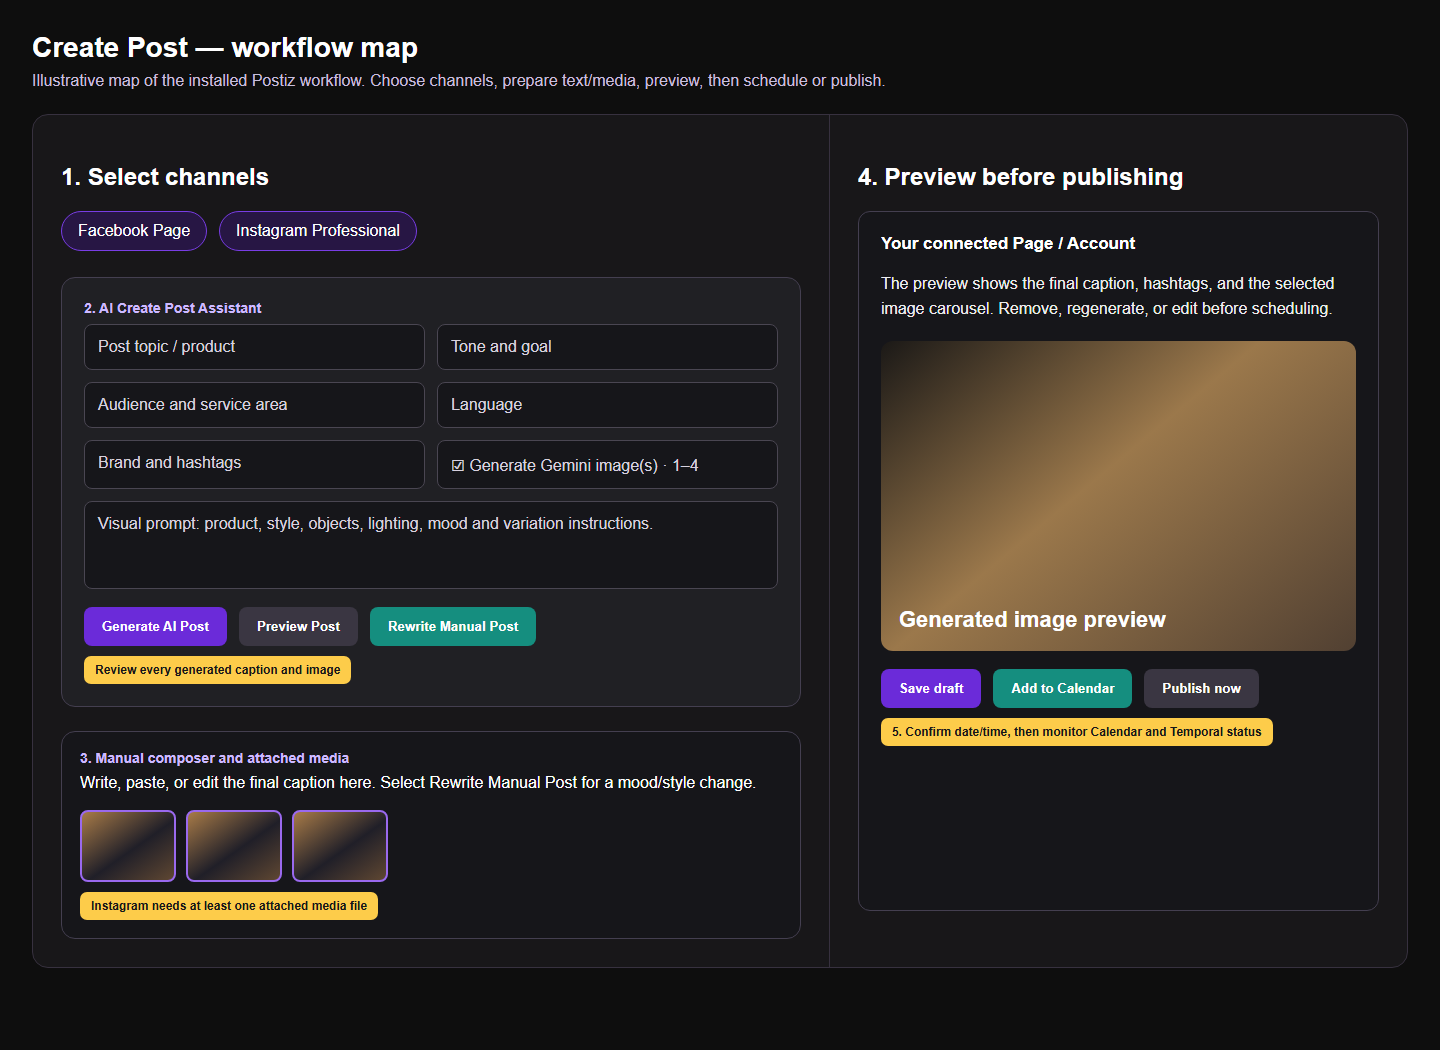 Create Post — workflow map
Illustrative map of the installed Postiz workflow. Choose channels, prepare text/media, preview, then schedule or publish.
1. Select channels
Facebook Page
Instagram Professional
2. AI Create Post Assistant
Post topic / product
Tone and goal
Audience and service area
Language
Brand and hashtags
☑ Generate Gemini image(s) · 1–4
Visual prompt: product, style, objects, lighting, mood and variation instructions.
Generate AI Post
Preview Post
Rewrite Manual Post
Review every generated caption and image
3. Manual composer and attached media
Write, paste, or edit the final caption here. Select Rewrite Manual Post for a mood/style change.
Instagram needs at least one attached media file
4. Preview before publishing
Your connected Page / Account
The preview shows the final caption, hashtags, and the selected
image carousel. Remove, regenerate, or edit before scheduling.
Generated image preview
Save draft
Add to Calendar
Publish now
5. Confirm date/time, then monitor Calendar and Temporal status